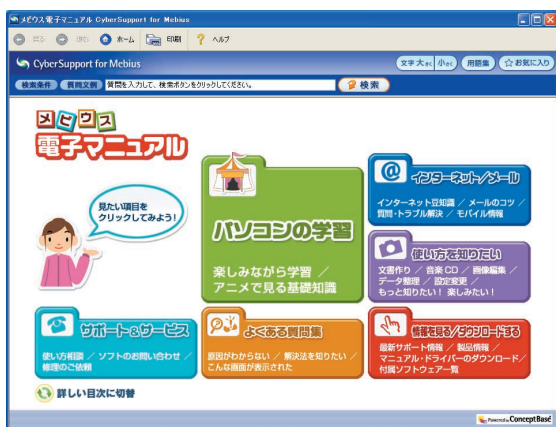 メビウス電子マニュアル CyberSupport for Mebius
戻る 進む ホーム 印刷 ? ヘルプ
CyberSupport for Mebius
文字大きく 小さく 用語集 ☆お気に入り
検索条件 質問文例 質問を入力して、検索ボタンをクリックしてください。 検索
メビウス
電子マニュアル
見たい項目を
クリックしてみよう!
パソコンの学習
楽しみながら学習 /
アニメで見る基礎知識
@ インターネット/メール
インターネット豆知識 / メールのコツ /
質問・トラブル解決 / モバイル情報
使い方を知りたい
文書作り / 音楽CD / 画像編集 /
データ整理 / 設定変更 /
もっと知りたい! 楽しみたい!
サポート&サービス
使い方相談 / ソフトのお問い合わせ /
修理のご依頼
よくある質問集
原因がわからない / 解決法を知りたい /
こんな画面が表示された
情報を見る/ダウンロードする
最新サポート情報 / 製品情報 /
マニュアル・ドライバーのダウンロード /
付属ソフトウェア一覧
詳しい目次に切替
Powered by ConceptBase